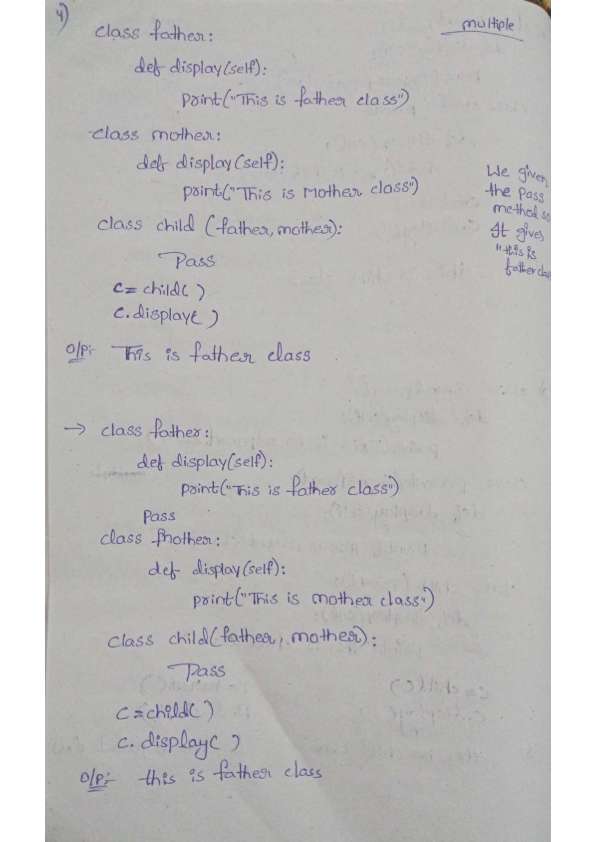 4)
multiple
class father:
def display(self):
print("This is father class")
class mother:
def display(self):
print("This is Mother class")
class child (father, mother):
Pass
c= child( )
c.display( )
O/P:- This is father class
We given
the pass
method so
It gives
"this is
father clas
→ class father:
def display(self):
print("This is father class")
Pass
class mother:
def display(self):
print("This is mother class")
class child(father, mother):
Pass
c=child( )
c. display( )
O/P:- this is father class